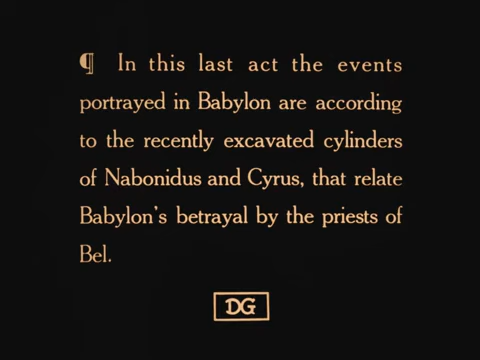 ¶ In this last act the events
portrayed in Babylon are according
to the recently excavated cylinders
of Nabonidus and Cyrus, that relate
Babylon's betrayal by the priests of
Bel.
DG